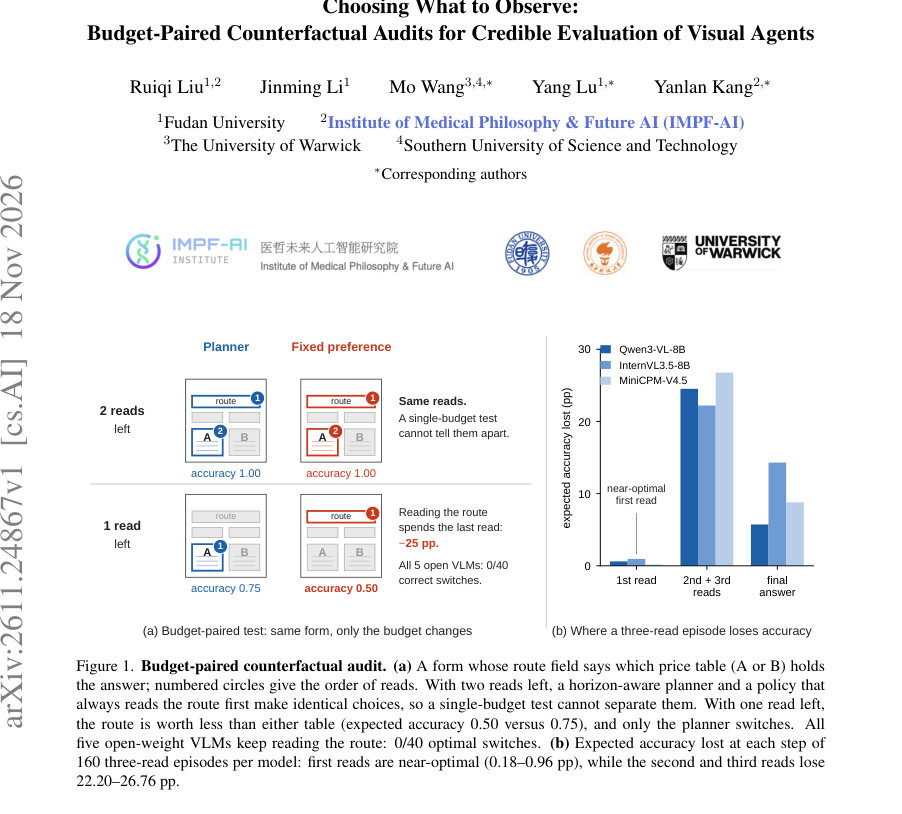 Choosing What to Observe:
Budget-Paired Counterfactual Audits for Credible Evaluation of Visual Agents
Ruiqi Liu1,2 Jinming Li1 Mo Wang3,4,* Yang Lu1,* Yanlan Kang2,*
1Fudan University 2Institute of Medical Philosophy & Future AI (IMPF-AI)
3The University of Warwick 4Southern University of Science and Technology
*Corresponding authors
arXiv:2611.24867v1 [cs.AI] 18 Nov 2026
IMPF-AI
INSTITUTE
医哲未来人工智能研究院
Institute of Medical Philosophy & Future AI
FUDAN UNIVERSITY
1905
UNIVERSITY
OF WARWICK
Planner Fixed preference
2 reads
left
route 1
A 2 B
accuracy 1.00
route 1
A 2 B
accuracy 1.00
Same reads.
A single-budget test
cannot tell them apart.
1 read
left
route
A 1 B
accuracy 0.75
route 1
A B
accuracy 0.50
Reading the route
spends the last read:
−25 pp.
All 5 open VLMs: 0/40
correct switches.
(a) Budget-paired test: same form, only the budget changes
expected accuracy lost (pp)
30
20
10
0
Qwen3-VL-8B
InternVL3.5-8B
MiniCPM-V4.5
near-optimal
first read
1st read
2nd + 3rd
reads
final
answer
(b) Where a three-read episode loses accuracy
Figure 1. Budget-paired counterfactual audit. (a) A form whose route field says which price table (A or B) holds
the answer; numbered circles give the order of reads. With two reads left, a horizon-aware planner and a policy that
always reads the route first make identical choices, so a single-budget test cannot separate them. With one read left,
the route is worth less than either table (expected accuracy 0.50 versus 0.75), and only the planner switches. All
five open-weight VLMs keep reading the route: 0/40 optimal switches. (b) Expected accuracy lost at each step of
160 three-read episodes per model: first reads are near-optimal (0.18–0.96 pp), while the second and third reads lose
22.20–26.76 pp.